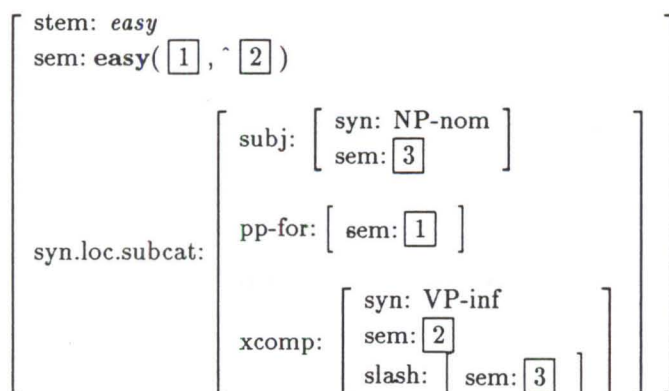 stem: easy
sem: easy( 1 , ^ 2 )
subj: syn: NP-nom
sem: 3
pp-for: sem: 1
syn.loc.subcat:
syn: VP-inf
xcomp: sem: 2
slash: sem: 3